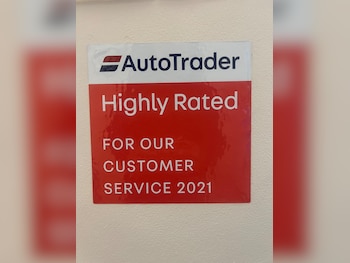 AutoTrader
Highly Rated
FOR OUR
CUSTOMER
SERVICE 2021